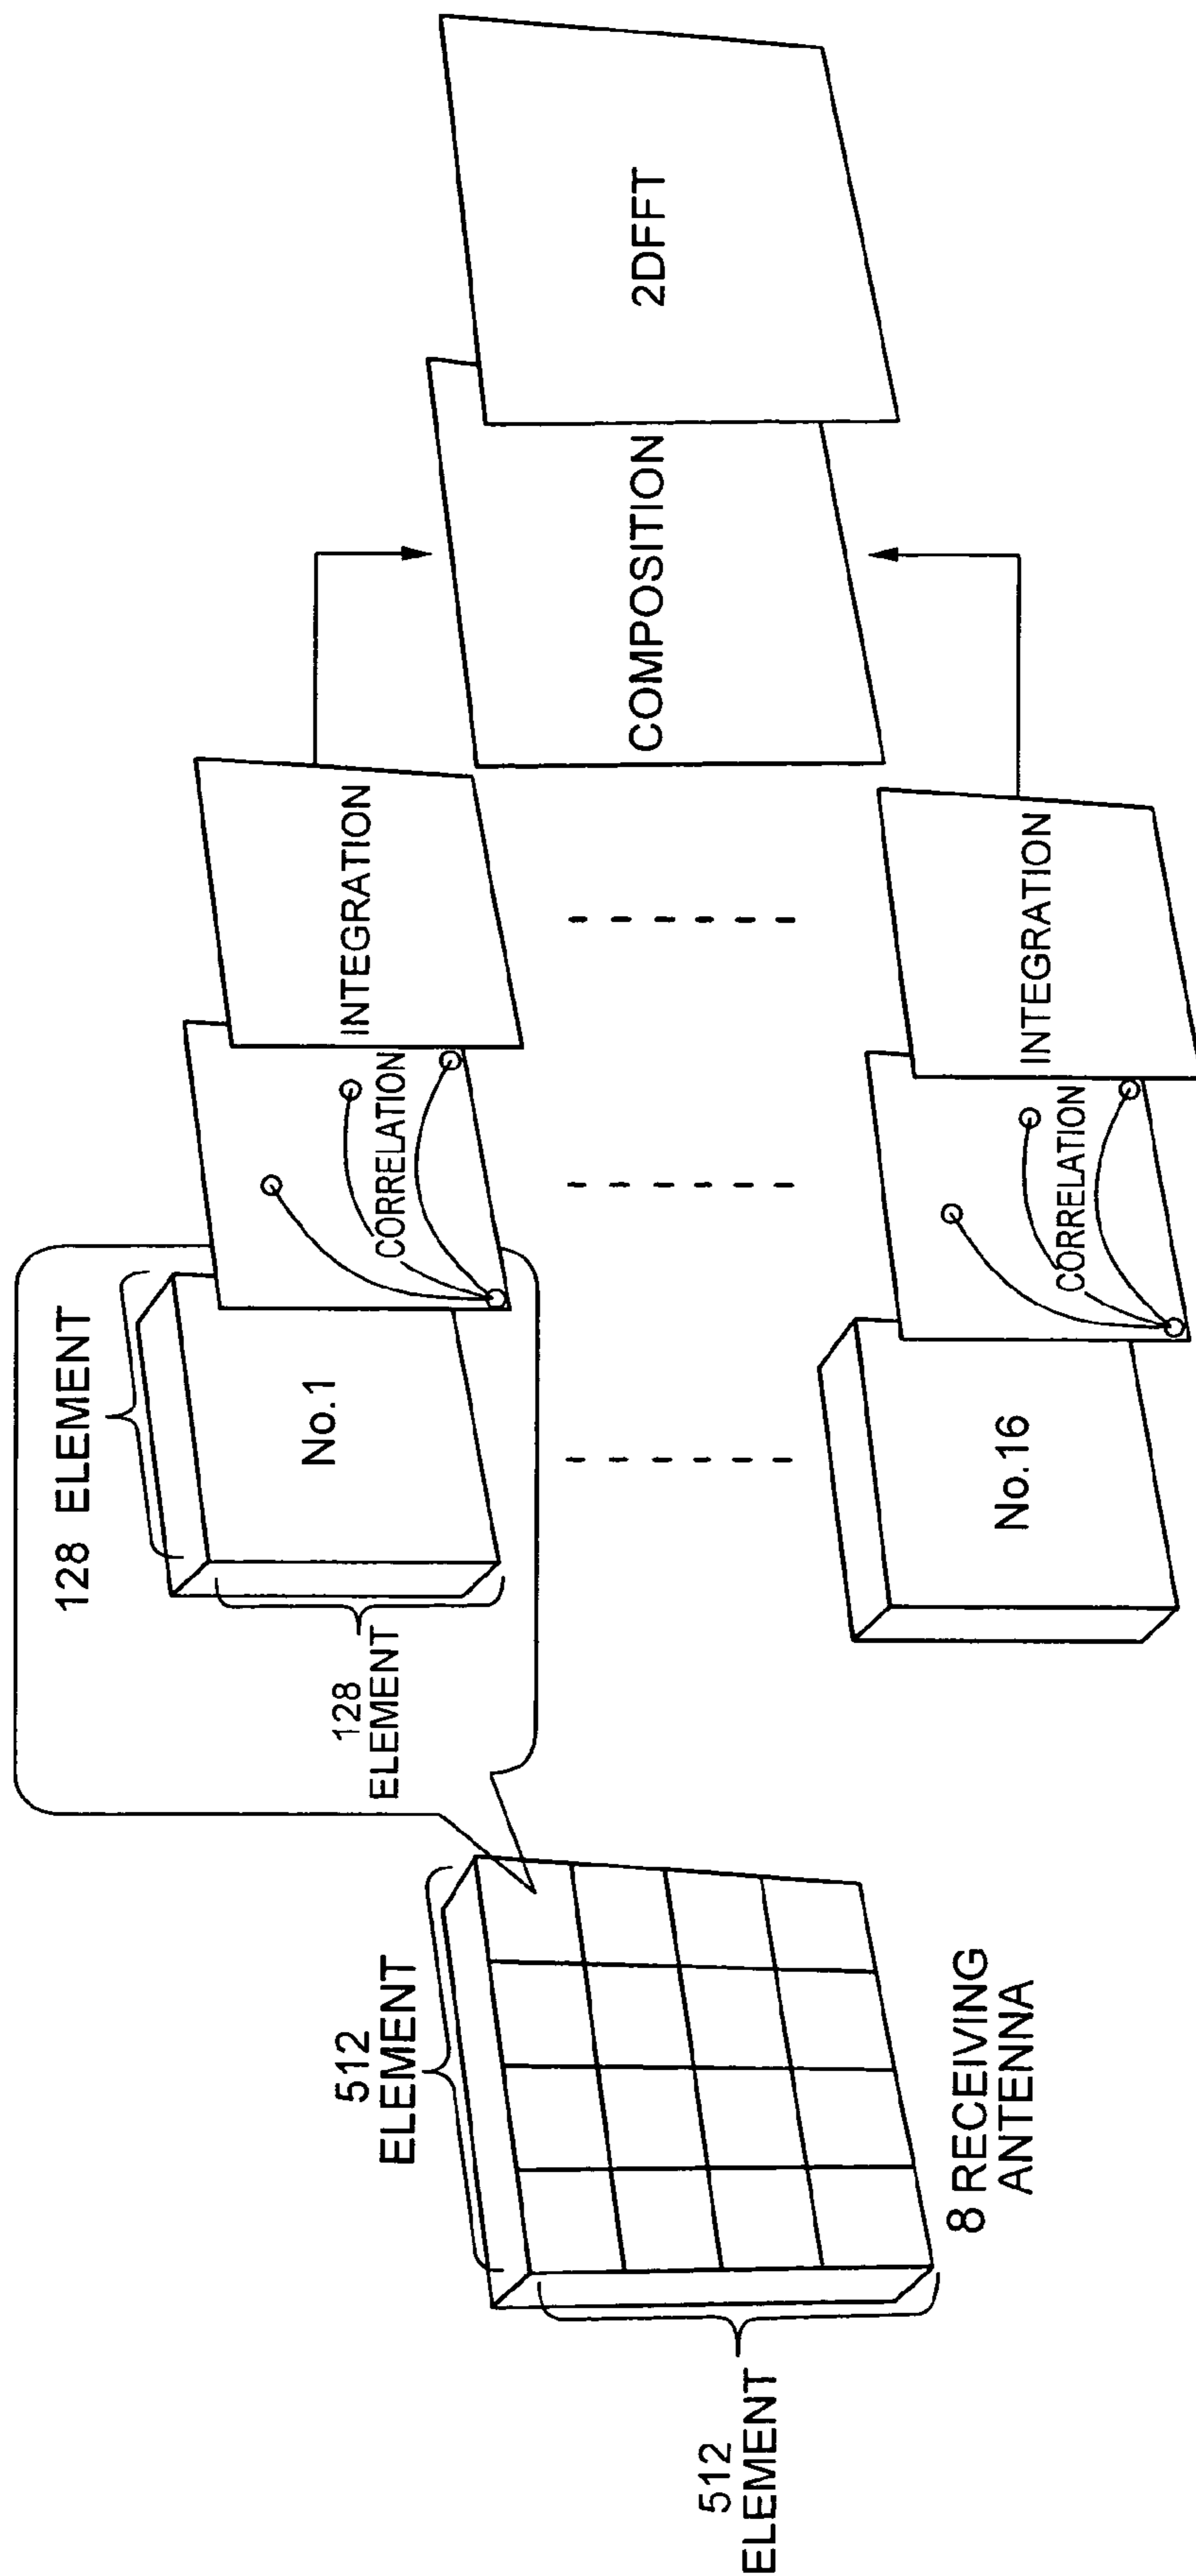 512
ELEMENT
512
ELEMENT
8 RECEIVING
ANTENNA
128 ELEMENT
128
ELEMENT
No.1
CORRELATION
INTEGRATION
No.16
CORRELATION
INTEGRATION
COMPOSITION
2DFFT